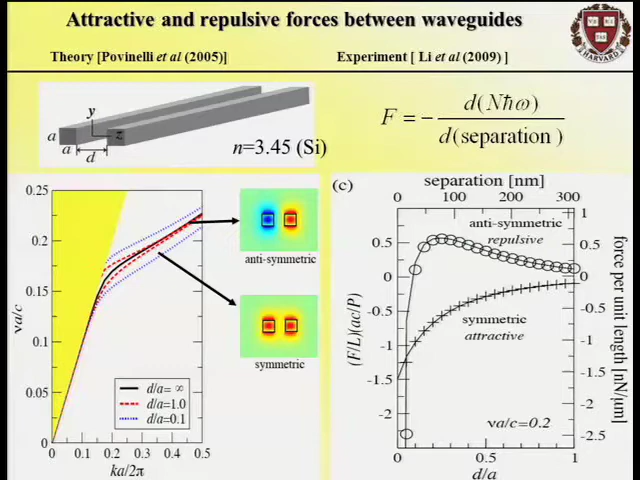 Attractive and repulsive forces between waveguides
Theory [Povinelli et al (2005)]
Experiment [ Li et al (2009) ]
HARVARD
y
z
a
a
d
n=3.45 (Si)
F = - d(Nħω) / d(separation)
0.25
0.2
0.15
0.1
0.05
0
νa/c
0 0.1 0.2 0.3 0.4 0.5
ka/2π
d/a= ∞
d/a=1.0
d/a=0.1
anti-symmetric
symmetric
(c)
separation [nm]
0 100 200 300
anti-symmetric
repulsive
symmetric
attractive
νa/c=0.2
(F/L)(ac/P)
0.5
0
-0.5
-1
-1.5
-2
0 0.5 1
d/a
1
0.5
0
-0.5
-1
-1.5
-2
-2.5
force per unit length [nN/μm]